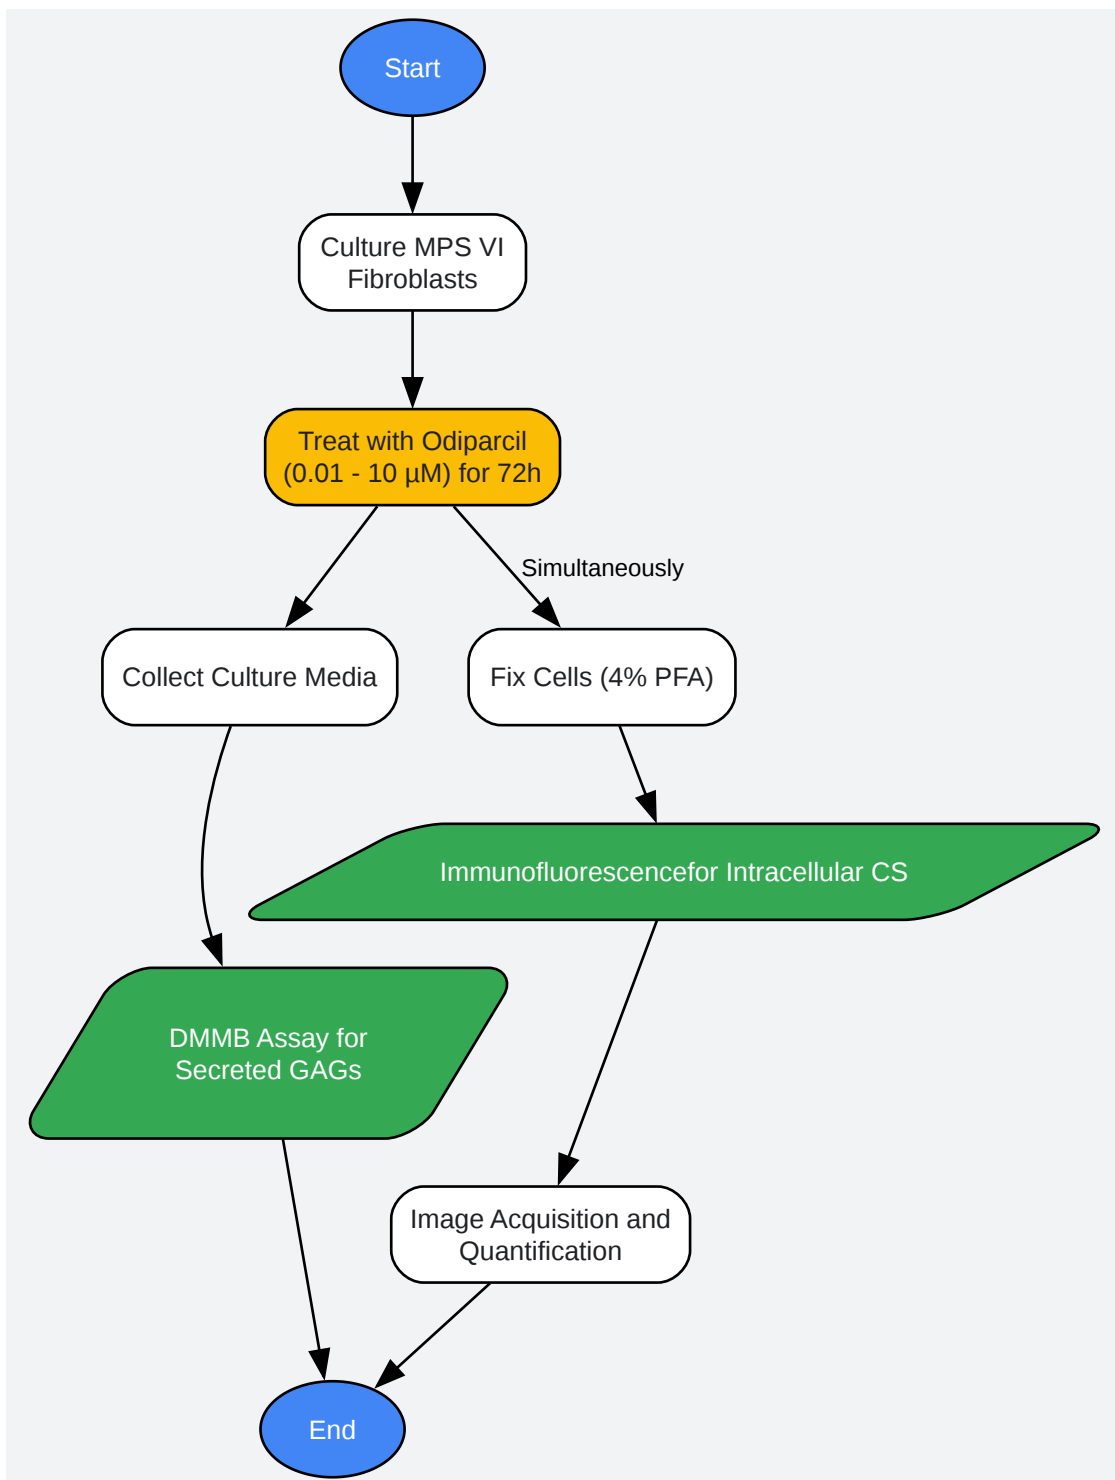 Start
Culture MPS VI
Fibroblasts
Treat with Odiparcil
(0.01 - 10 µM) for 72h
Simultaneously
Collect Culture Media
Fix Cells (4% PFA)
Immunofluorescencefor Intracellular CS
DMMB Assay for
Secreted GAGs
Image Acquisition and
Quantification
End